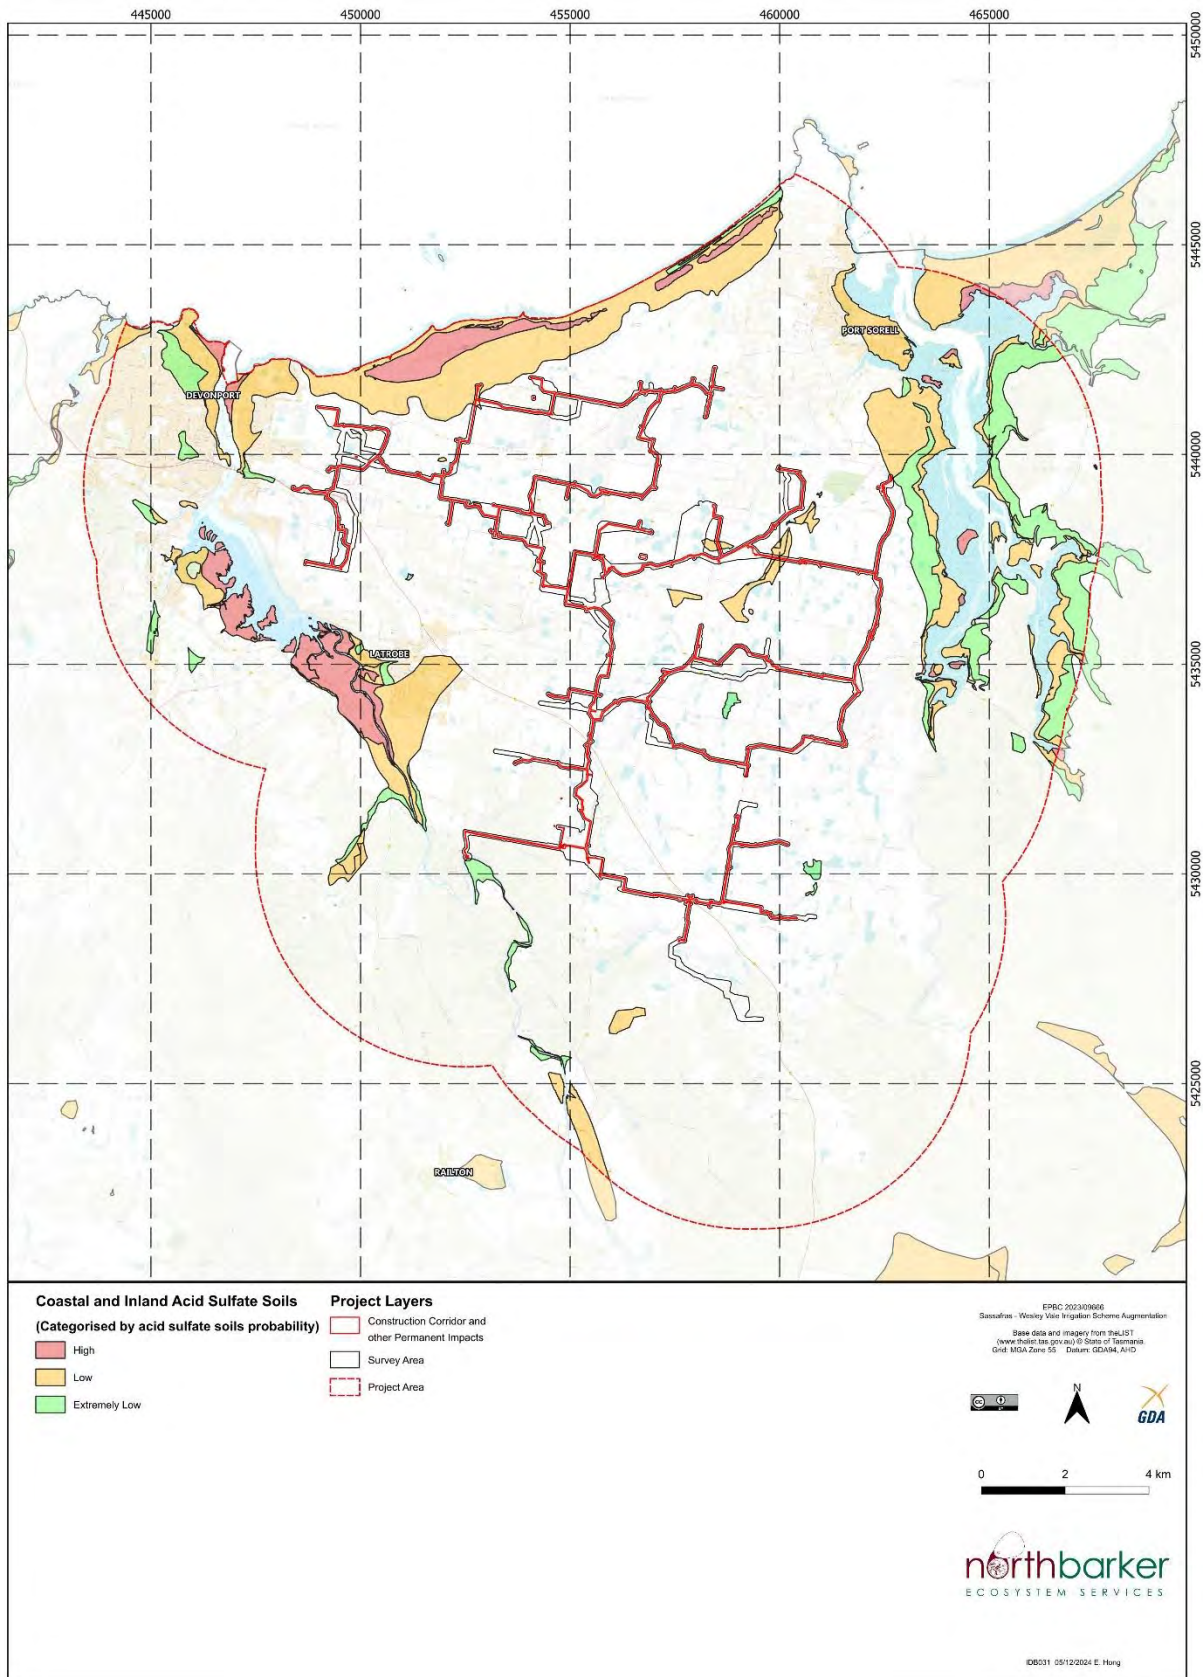 445000 450000 455000 460000 465000
5450000
5445000
5440000
5435000
5430000
5425000
PORT SORELL
DEVONPORT
LATROBE
RAILTON
Coastal and Inland Acid Sulfate Soils
(Categorised by acid sulfate soils probability)
High
Low
Extremely Low
Project Layers
Construction Corridor and
other Permanent Impacts
Survey Area
Project Area
EPBC 2023/09666
Sassafras - Wesley Vale Irrigation Scheme Augmentation
Base data and imagery from theLIST
(www.thelist.tas.gov.au) © State of Tasmania.
Grid: MGA Zone 55 Datum: GDA94, AHD
cc
N
GDA
0 2 4 km
northbarker
ECOSYSTEM SERVICES
IDB031 05/12/2024 E. Hong